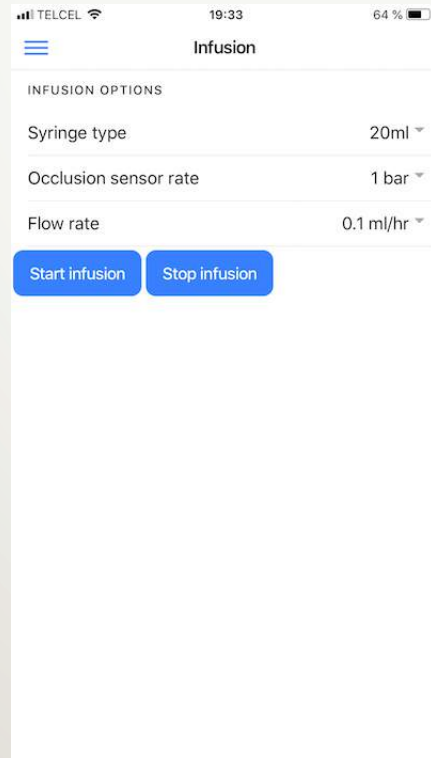 TELCEL 19:33 64 %
Infusion
INFUSION OPTIONS
Syringe type 20ml
Occlusion sensor rate 1 bar
Flow rate 0.1 ml/hr
Start infusion Stop infusion